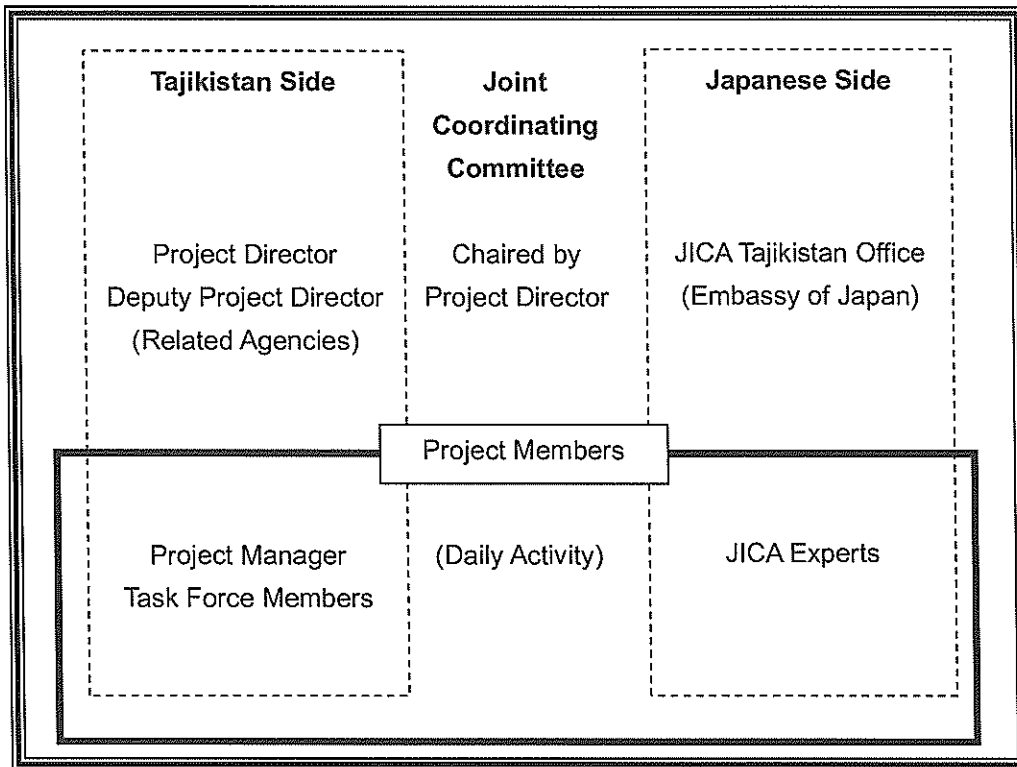 Tajikistan Side
Joint
Coordinating
Committee
Japanese Side
Project Director
Deputy Project Director
(Related Agencies)
Chaired by
Project Director
JICA Tajikistan Office
(Embassy of Japan)
Project Members
Project Manager
Task Force Members
(Daily Activity)
JICA Experts